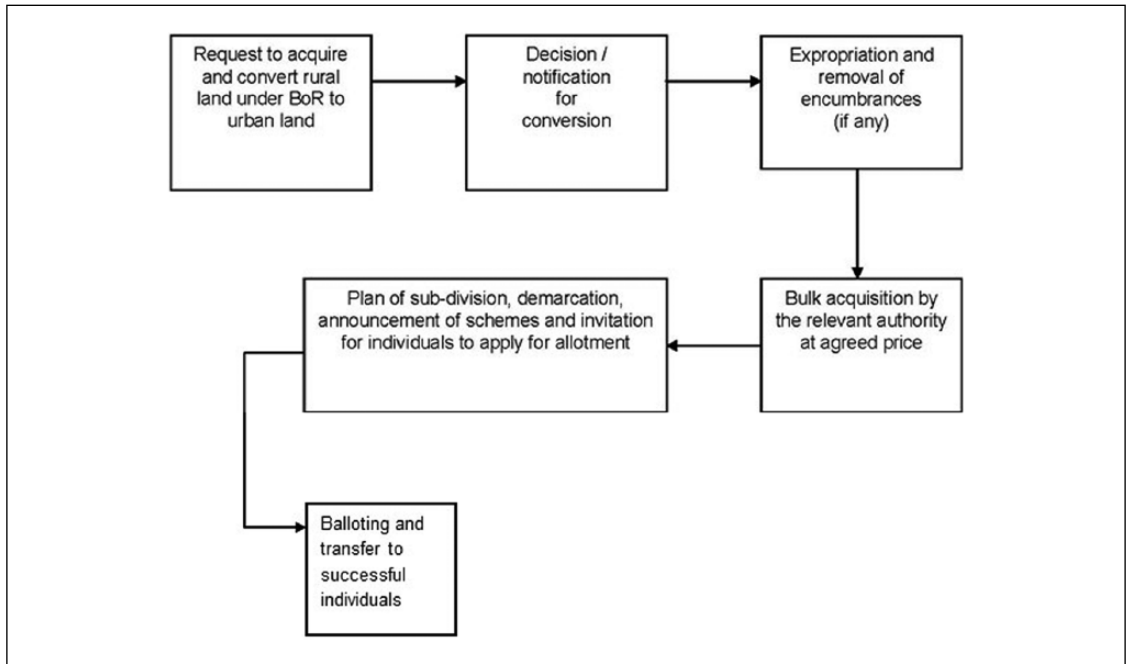 Request to acquire
and convert rural
land under BoR to
urban land
Decision /
notification
for
conversion
Expropriation and
removal of
encumbrances
(if any)
Bulk acquisition by
the relevant authority
at agreed price
Plan of sub-division, demarcation,
announcement of schemes and invitation
for individuals to apply for allotment
Balloting and
transfer to
successful
individuals